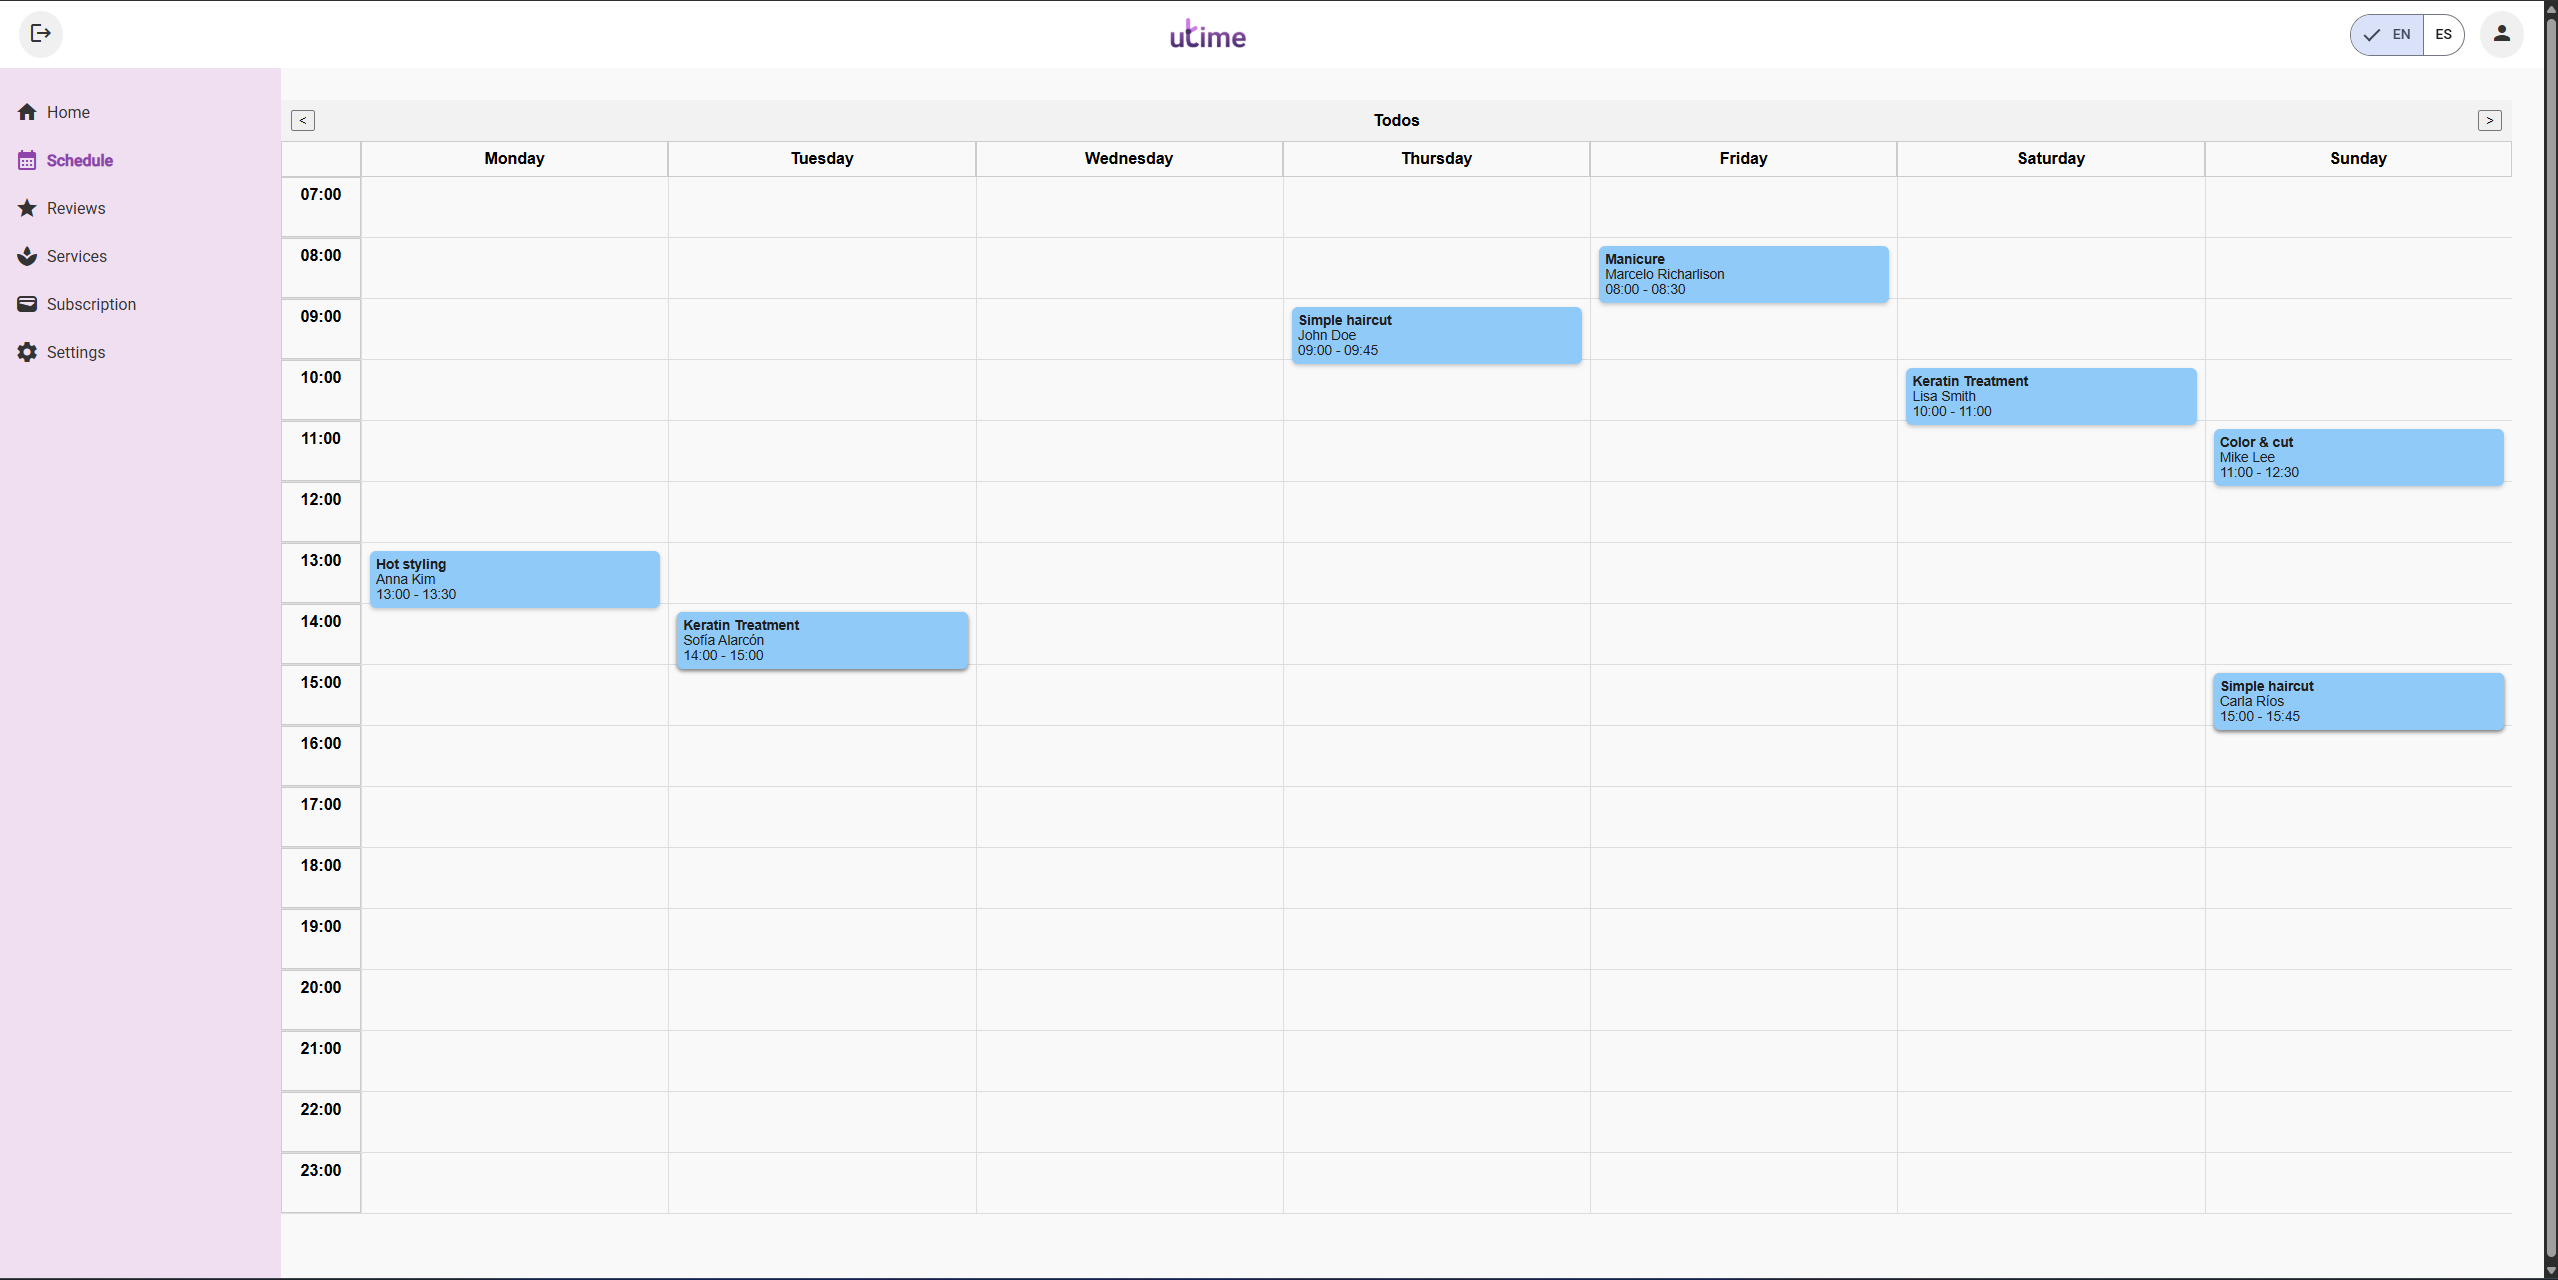 utime
EN ES
Home
Schedule
Reviews
Services
Subscription
Settings
< Todos >
Monday Tuesday Wednesday Thursday Friday Saturday Sunday
07:00
08:00
Manicure
Marcelo Richarlison
08:00 - 08:30
09:00
Simple haircut
John Doe
09:00 - 09:45
10:00
Keratin Treatment
Lisa Smith
10:00 - 11:00
11:00
Color & cut
Mike Lee
11:00 - 12:30
12:00
13:00
Hot styling
Anna Kim
13:00 - 13:30
14:00
Keratin Treatment
Sofía Alarcón
14:00 - 15:00
15:00
Simple haircut
Carla Ríos
15:00 - 15:45
16:00
17:00
18:00
19:00
20:00
21:00
22:00
23:00